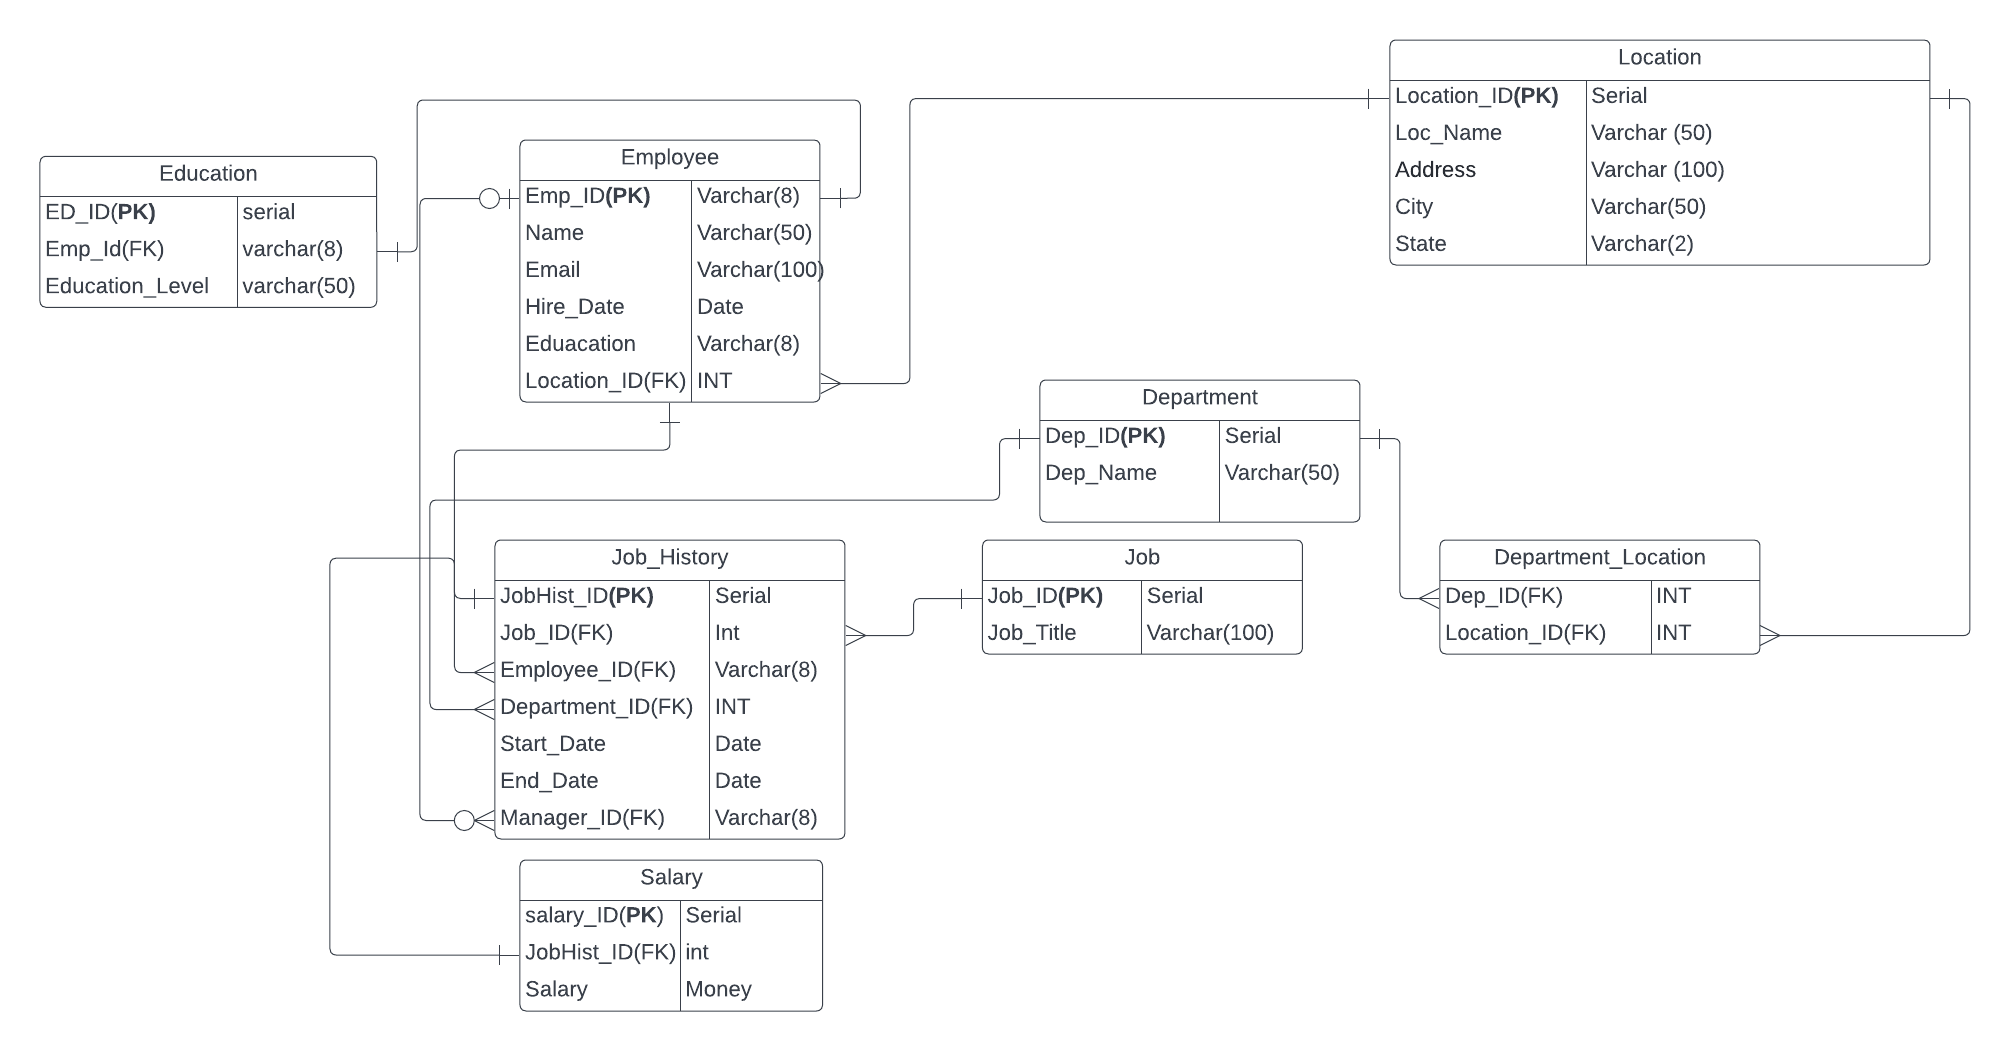 Location
Location_ID(PK) Serial
Loc_Name Varchar (50)
Address Varchar (100)
City Varchar(50)
State Varchar(2)
Education
ED_ID(PK) serial
Emp_Id(FK) varchar(8)
Education_Level varchar(50)
Employee
Emp_ID(PK) Varchar(8)
Name Varchar(50)
Email Varchar(100)
Hire_Date Date
Eduacation Varchar(8)
Location_ID(FK) INT
Department
Dep_ID(PK) Serial
Dep_Name Varchar(50)
Job_History
JobHist_ID(PK) Serial
Job_ID(FK) Int
Employee_ID(FK) Varchar(8)
Department_ID(FK) INT
Start_Date Date
End_Date Date
Manager_ID(FK) Varchar(8)
Job
Job_ID(PK) Serial
Job_Title Varchar(100)
Department_Location
Dep_ID(FK) INT
Location_ID(FK) INT
Salary
salary_ID(PK) Serial
JobHist_ID(FK) int
Salary Money